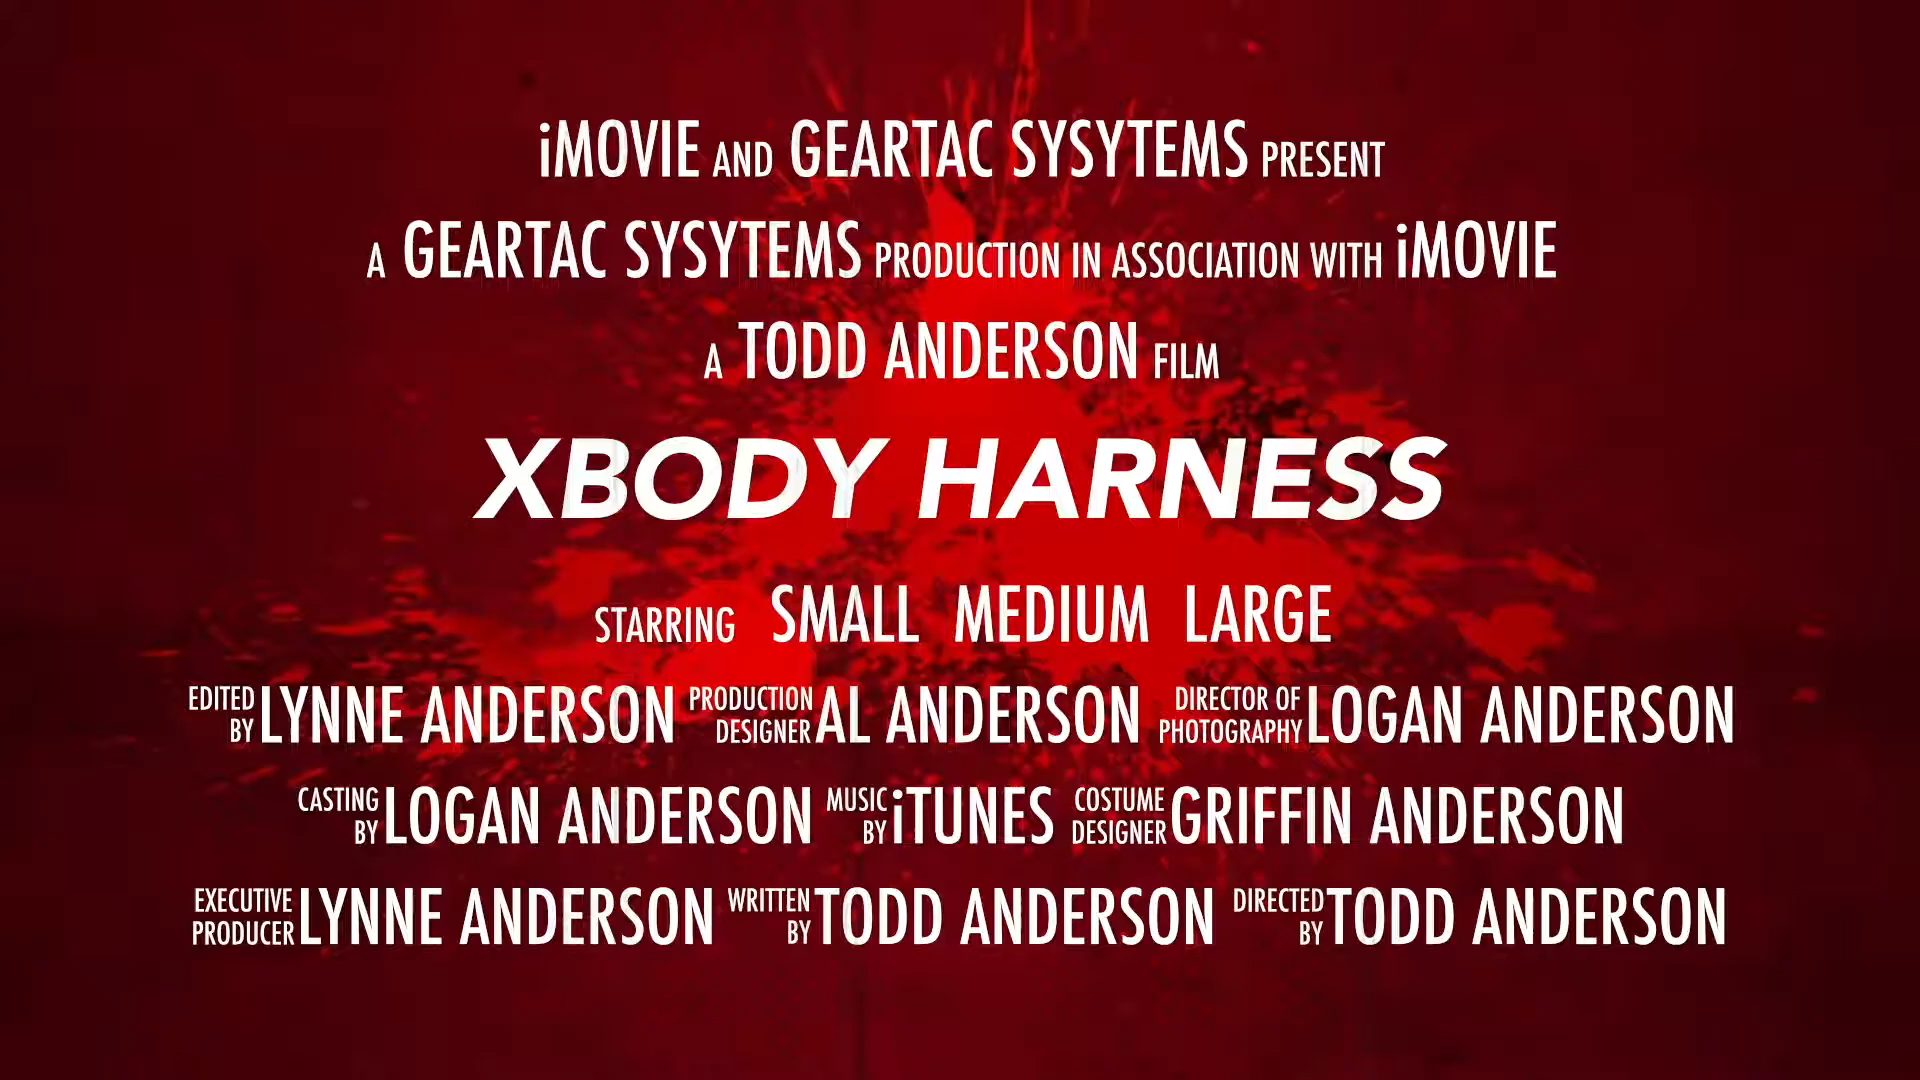 iMOVIE AND GEARTAC SYSYTEMS PRESENT
A GEARTAC SYSYTEMS PRODUCTION IN ASSOCIATION WITH iMOVIE
A TODD ANDERSON FILM
XBODY HARNESS
STARRING SMALL MEDIUM LARGE
EDITED BY LYNNE ANDERSON PRODUCTION DESIGNER AL ANDERSON DIRECTOR OF PHOTOGRAPHY LOGAN ANDERSON
CASTING BY LOGAN ANDERSON MUSIC BY iTUNES COSTUME DESIGNER GRIFFIN ANDERSON
EXECUTIVE PRODUCER LYNNE ANDERSON WRITTEN BY TODD ANDERSON DIRECTED BY TODD ANDERSON